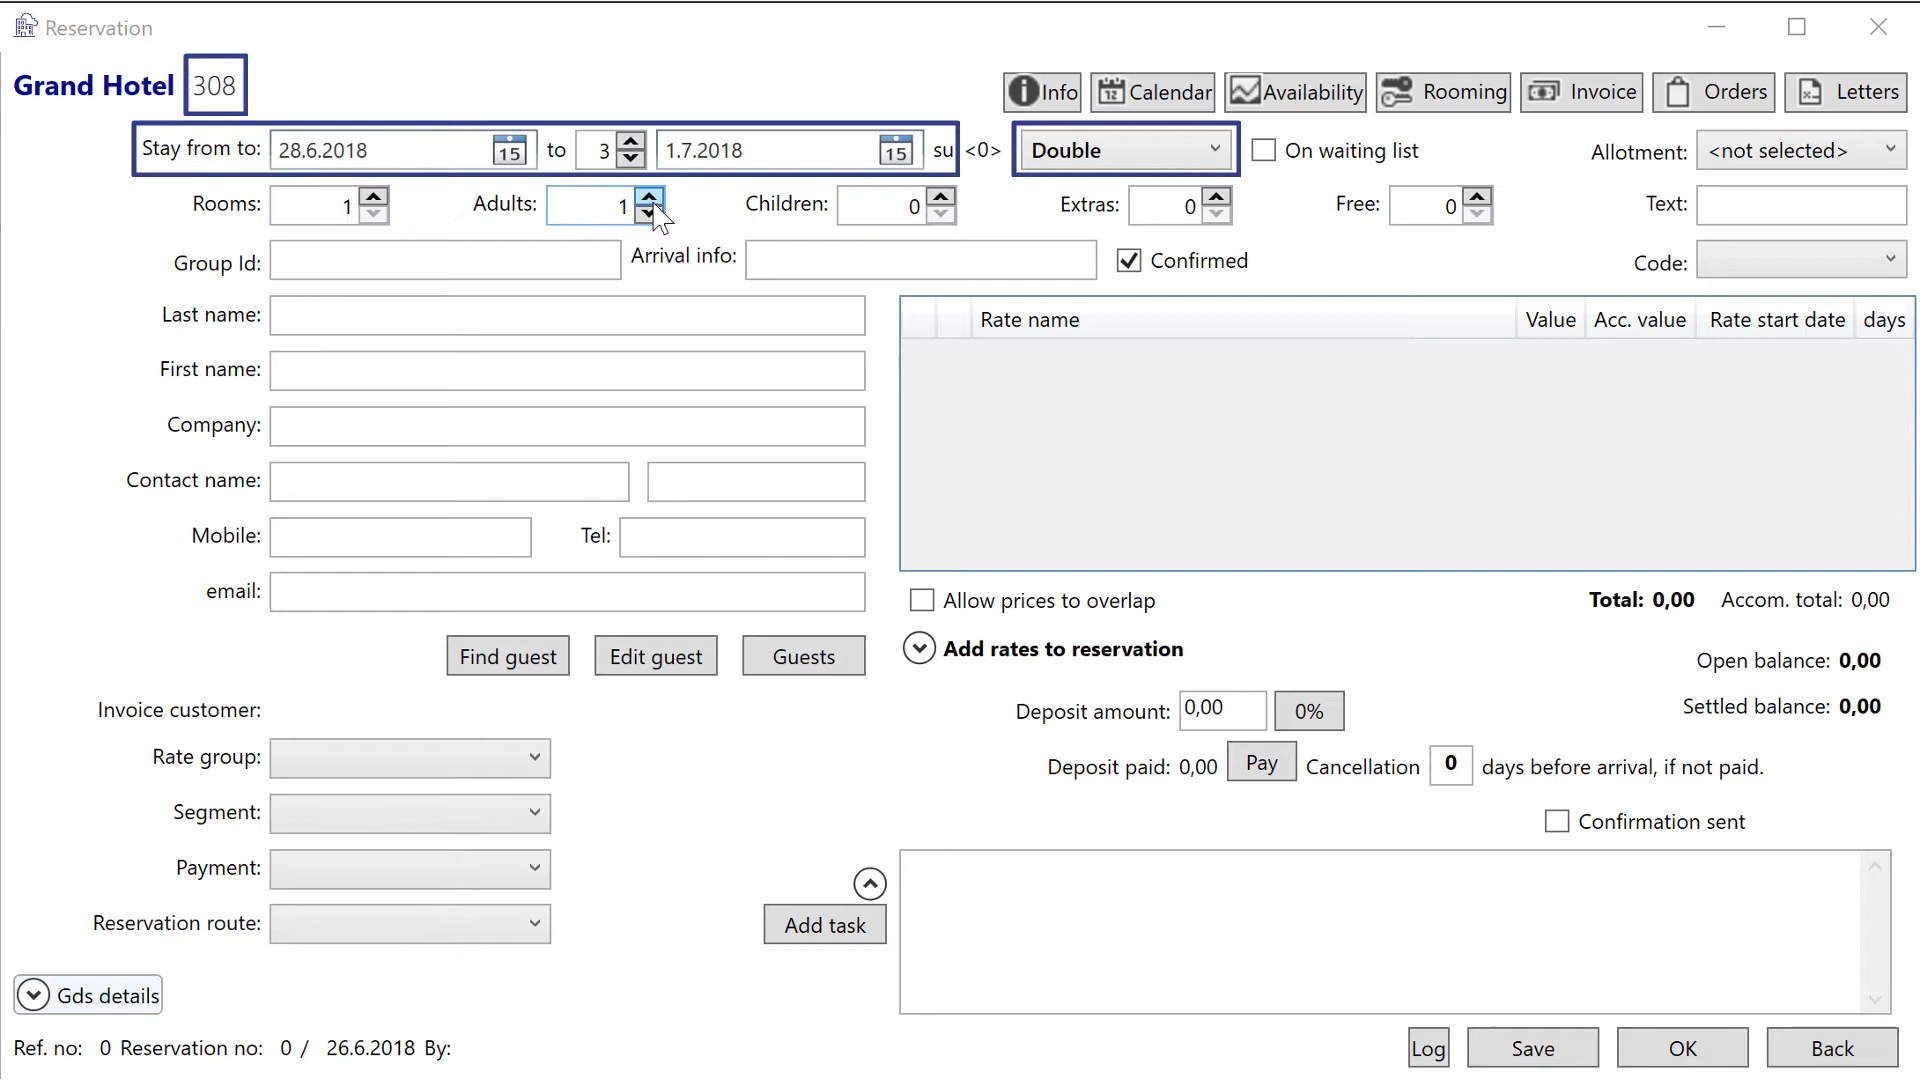 Reservation
Grand Hotel 308
Info Calendar Availability Rooming Invoice Orders Letters
Stay from to: 28.6.2018 15 to 3 1.7.2018 15 su <0> Double On waiting list Allotment: <not selected>
Rooms: 1 Adults: 1 Children: 0 Extras: 0 Free: 0 Text:
Group Id: Arrival info: Confirmed Code:
Last name:
Rate name Value Acc. value Rate start date days
First name:
Company:
Contact name:
Mobile: Tel:
email:
Allow prices to overlap Total: 0,00 Accom. total: 0,00
Find guest Edit guest Guests
Add rates to reservation
Open balance: 0,00
Invoice customer:
Deposit amount: 0,00 0% Settled balance: 0,00
Rate group:
Deposit paid: 0,00 Pay Cancellation 0 days before arrival, if not paid.
Segment:
Confirmation sent
Payment:
Reservation route:
Add task
Gds details
Ref. no: 0 Reservation no: 0 / 26.6.2018 By:
Log Save OK Back